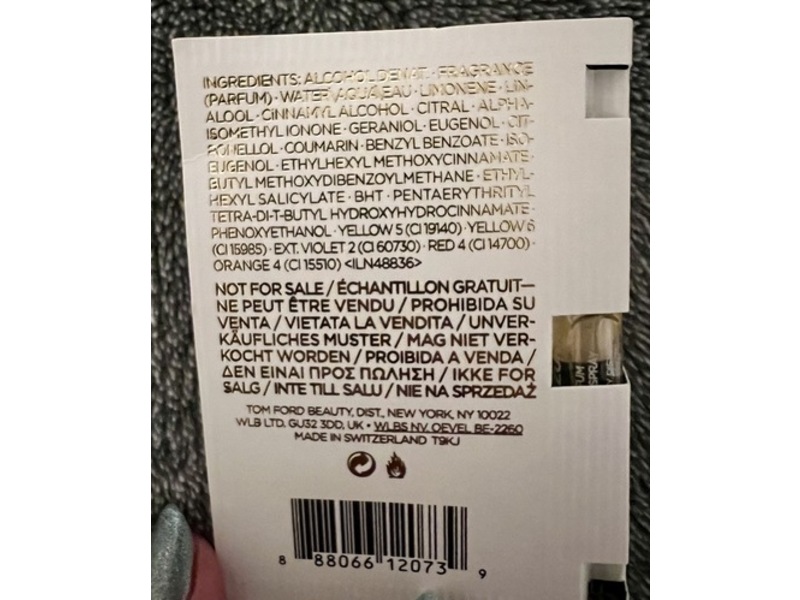 INGREDIENTS: ALCOHOL DENAT. · FRAGRANCE
(PARFUM) · WATER\AQUA\EAU · LIMONENE · LIN-
ALOOL · CINNAMYL ALCOHOL · CITRAL · ALPHA-
ISOMETHYL IONONE · GERANIOL · EUGENOL · CIT-
RONELLOL · COUMARIN · BENZYL BENZOATE · ISO-
EUGENOL · ETHYLHEXYL METHOXYCINNAMATE ·
BUTYL METHOXYDIBENZOYLMETHANE · ETHYL-
HEXYL SALICYLATE · BHT · PENTAERYTHRITYL
TETRA-DI-T-BUTYL HYDROXYHYDROCINNAMATE ·
PHENOXYETHANOL · YELLOW 5 (CI 19140) · YELLOW 6
(CI 15985) · EXT. VIOLET 2 (CI 60730) · RED 4 (CI 14700) ·
ORANGE 4 (CI 15510) <ILN48836>
NOT FOR SALE / ÉCHANTILLON GRATUIT—
NE PEUT ÊTRE VENDU / PROHIBIDA SU
VENTA / VIETATA LA VENDITA / UNVER-
KÄUFLICHES MUSTER / MAG NIET VER-
KOCHT WORDEN / PROIBIDA A VENDA /
ΔΕΝ ΕΙΝΑΙ ΠΡΟΣ ΠΩΛΗΣΗ / IKKE FOR
SALG / INTE TILL SALU / NIE NA SPRZEDAŻ
TOM FORD BEAUTY, DIST., NEW YORK, NY 10022
WLB LTD. GU32 3DD, UK · WLBS NV. OEVEL BE-2260
MADE IN SWITZERLAND T9KJ
8 88066 12073 9